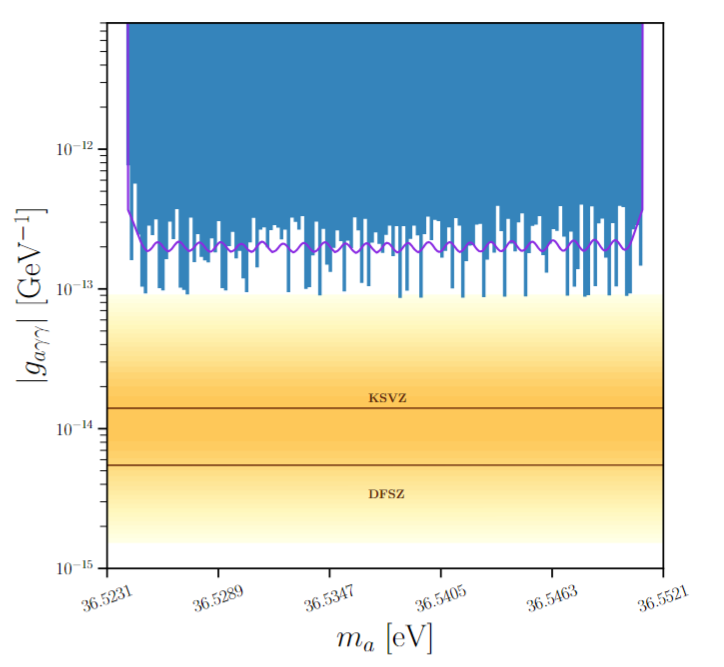 10⁻¹²
10⁻¹³
10⁻¹⁴
10⁻¹⁵
|g_{aγγ}| [GeV⁻¹]
KSVZ
DFSZ
36.5231 36.5289 36.5347 36.5405 36.5463 36.5521
m_a [eV]